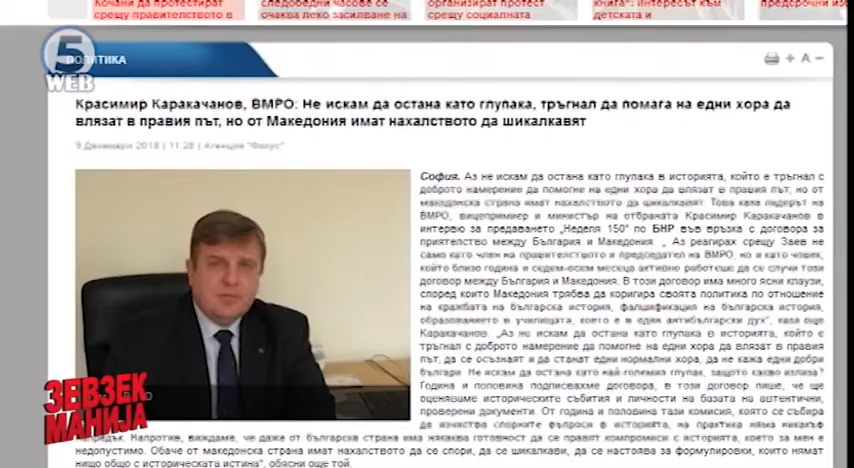 Кочани да протестират
следобедни часове се
организират протест
книга": интересът към
предсрочни из
срещу правителството в
очаква леко засилване на
срещу социалната
детската и
5
WEB
ПОЛИТИКА
A
Красимир Каракачанов, ВМРО: Не искам да остана като глупака, тръгнал да помага на едни хора да
влязат в правия път, но от Македония имат нахалството да шикалкавят
9 Декември 2018 | 11:28 | Агенция "Фокус"
София. Аз не искам да остана като глупака в историята, който е тръгнал с
доброто намерение да помогне на едни хора да влязат в правия път, но от
македонска страна имат нахалството да шикалкавят. Това каза лидерът на
ВМРО, вицепремиер и министър на отбраната Красимир Каракачанов в
интервю за предаването „Неделя 150" по БНР във връзка с договора за
приятелство между България и Македония. „ Аз реагирах срещу Заев не
само като член на правителството и председател на ВМРО, но и като човек,
който близо година и седем-осем месеца активно работеше да се случи този
договор между България и Македония. В този договор има много ясни клаузи,
според които Македония трябва да коригира своята политика по отношение
на кражбата на българска история, фалшификация на българска история,
образованието в училищата, което е в един антибългарски дух", каза още
Каракачанов. „Аз не искам да остана като глупака в историята, който е
тръгнал с доброто намерение да помогне на едни хора да влязат в правия
път, да се осъзнаят и да станат едни нормални хора, да не кажа едни добри
българи. Не искам да остана като най-големия глупак, защото какво излиза?
Година и половина подписвахме договора, в този договор пише, че ще
оценяваме историческите събития и личности на базата на автентични,
проверени документи. От година и половина тази комисия, която се събира
да изчиства спорните въпроси в историята, на практика няма никакъв
напредък. Напротив, виждаме, че даже от българска страна има някаква готовност да се правят компромиси с историята, което за мен е
недопустимо. Обаче от македонска страна имат нахалството да се спори, да се шикалкави, да се настоява за формулировки, които нямат
нищо общо с историческата истина", обясни още той.
ЗЕВЗЕК
МАНИЈА